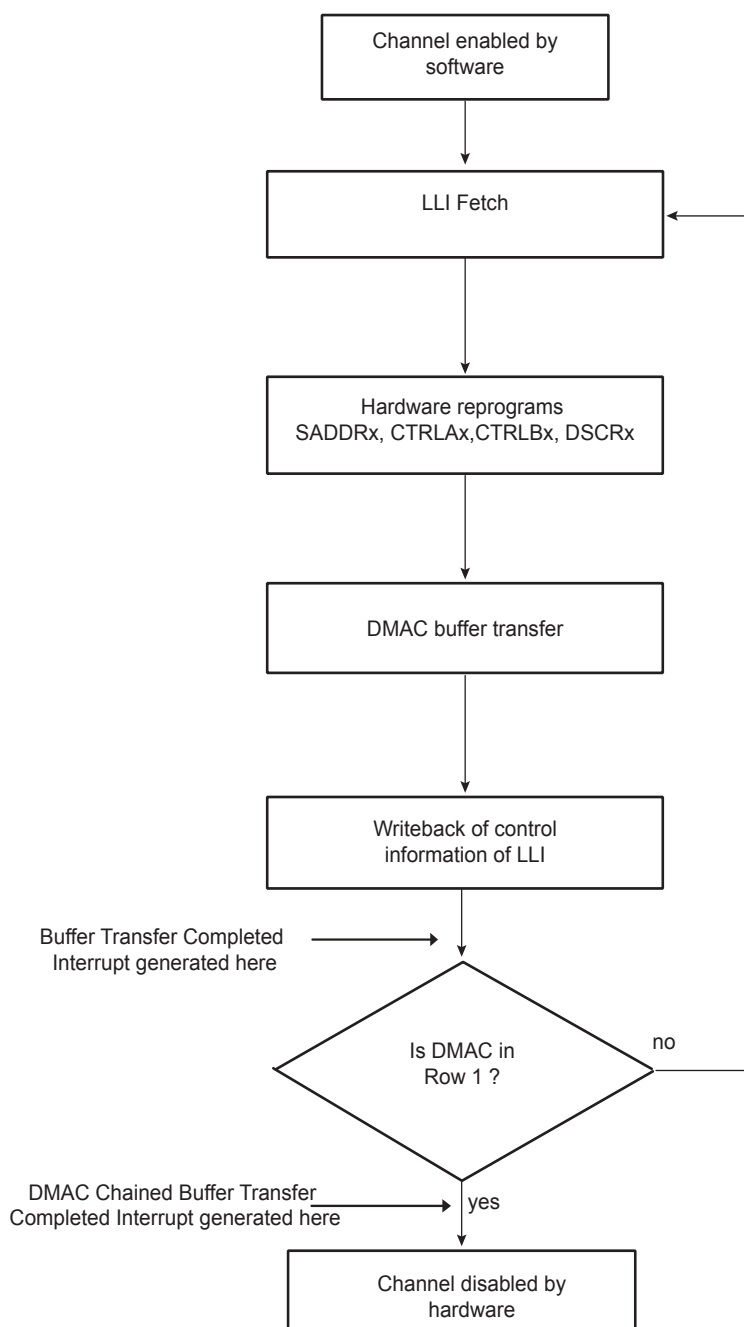 Channel enabled by
software
LLI Fetch
Hardware reprograms
SADDRx, CTRLAx,CTRLBx, DSCRx
DMAC buffer transfer
Writeback of control
information of LLI
Buffer Transfer Completed
Interrupt generated here
Is DMAC in
Row 1 ?
no
DMAC Chained Buffer Transfer
Completed Interrupt generated here
yes
Channel disabled by
hardware